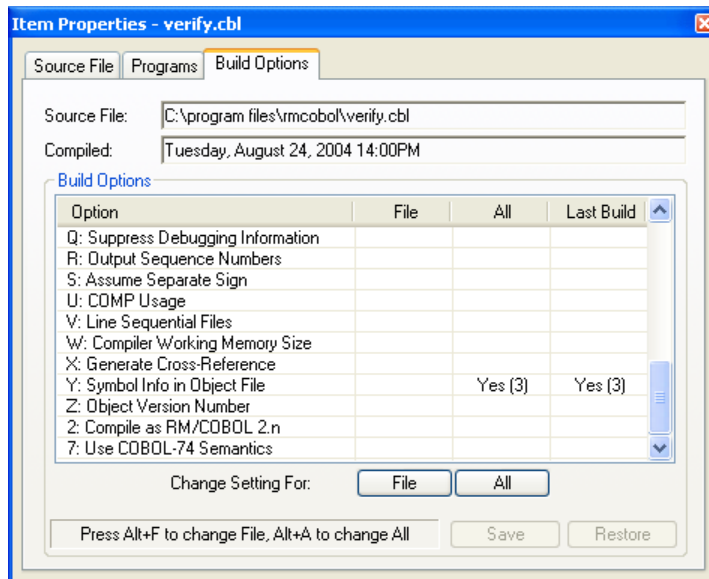 Item Properties - verify.cbl
Source File Programs Build Options
Source File: C:\program files\rmcobol\verify.cbl
Compiled: Tuesday, August 24, 2004 14:00PM
Build Options
Option File All Last Build
Q: Suppress Debugging Information
R: Output Sequence Numbers
S: Assume Separate Sign
U: COMP Usage
V: Line Sequential Files
W: Compiler Working Memory Size
X: Generate Cross-Reference
Y: Symbol Info in Object File Yes (3) Yes (3)
Z: Object Version Number
2: Compile as RM/COBOL 2.n
7: Use COBOL-74 Semantics
Change Setting For: File All
Press Alt+F to change File, Alt+A to change All Save Restore